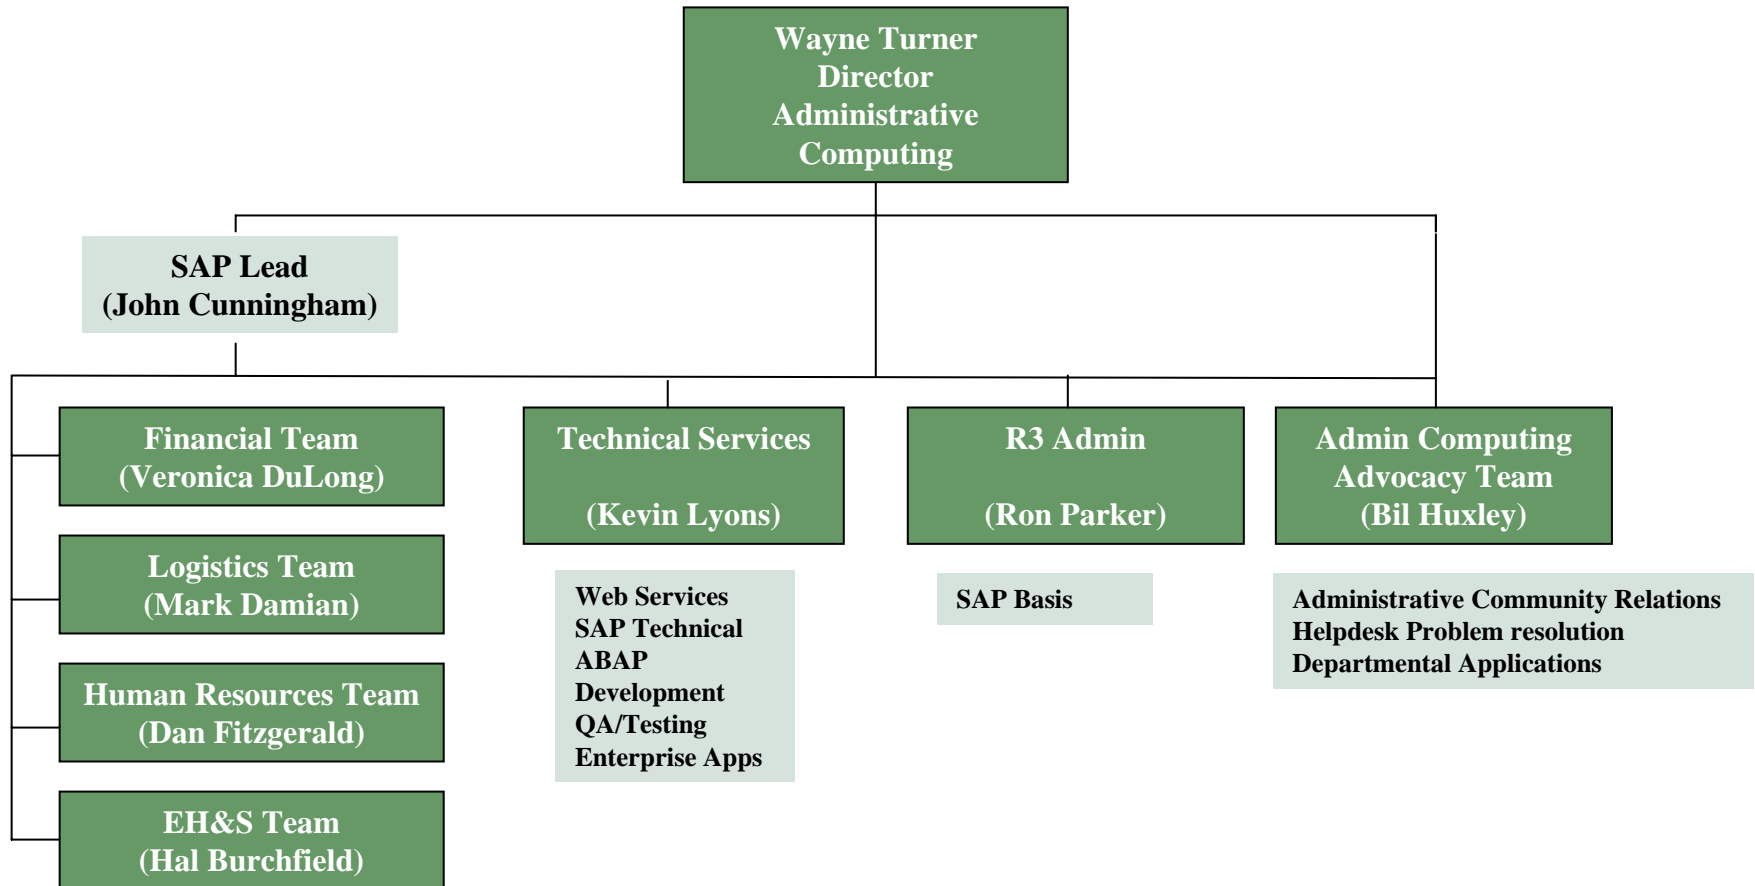 Wayne Turner
Director
Administrative
Computing
SAP Lead
(John Cunningham)
Financial Team
(Veronica DuLong)
Logistics Team
(Mark Damian)
Human Resources Team
(Dan Fitzgerald)
EH&S Team
(Hal Burchfield)
Technical Services
(Kevin Lyons)
Web Services
SAP Technical
ABAP
Development
QA/Testing
Enterprise Apps
R3 Admin
(Ron Parker)
SAP Basis
Admin Computing
Advocacy Team
(Bil Huxley)
Administrative Community Relations
Helpdesk Problem resolution
Departmental Applications